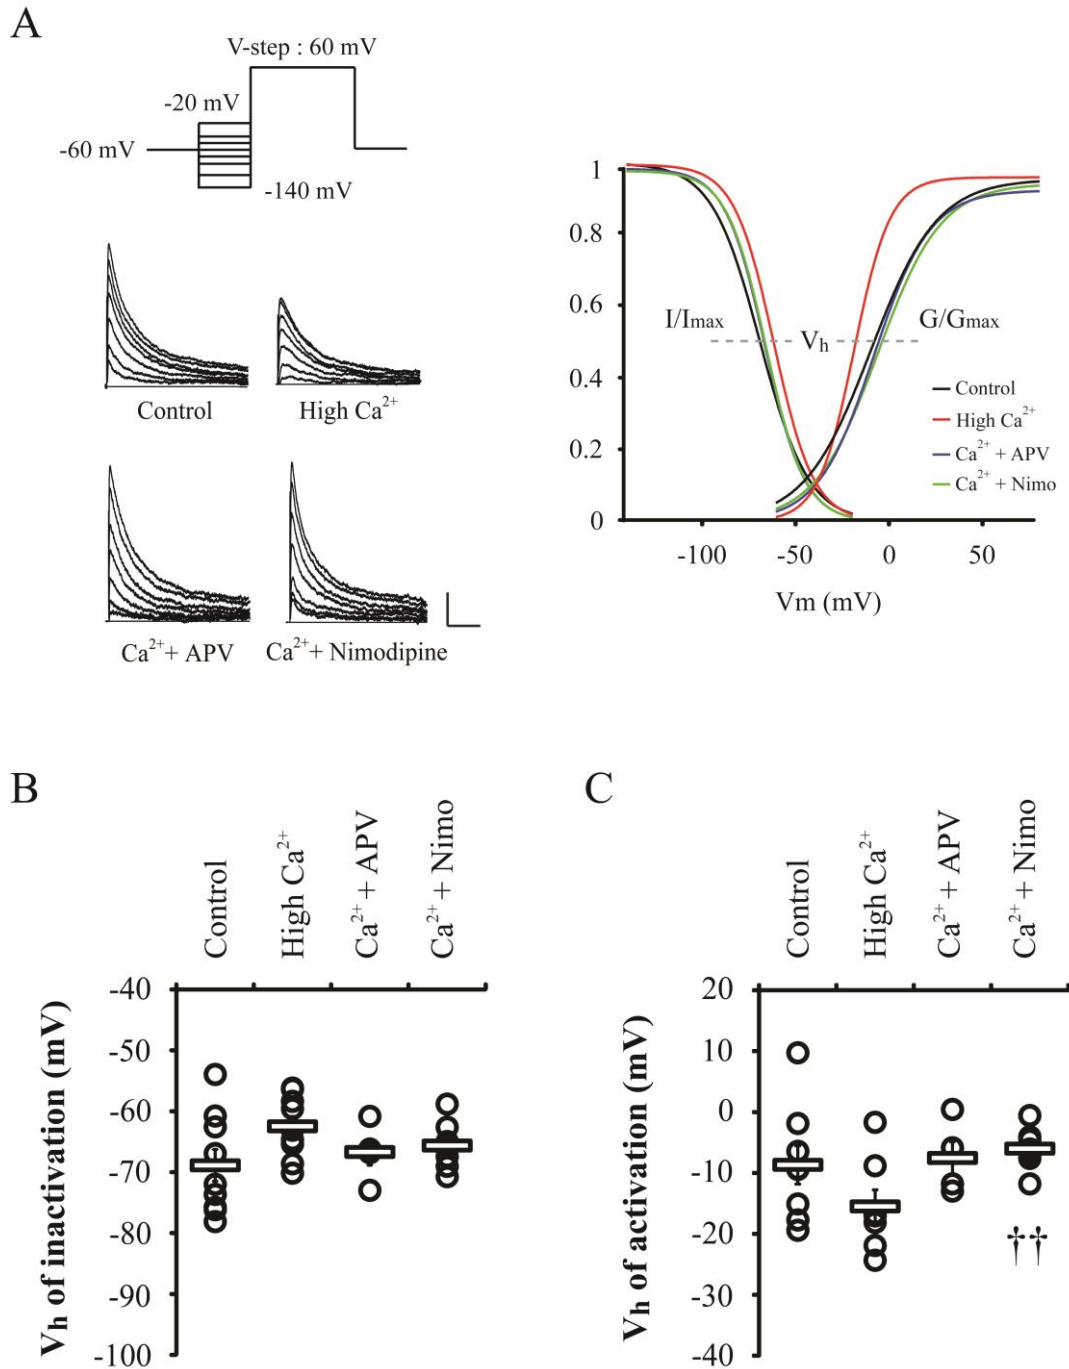 A
V-step : 60 mV
-20 mV
-60 mV
-140 mV
Control
High Ca²⁺
Ca²⁺+ APV
Ca²⁺+ Nimodipine
1
0.8
0.6
0.4
0.2
0
I/Imax
Vh
G/Gmax
Control
High Ca²⁺
Ca²⁺ + APV
Ca²⁺ + Nimo
-100
-50
0
50
Vm (mV)
B
Control
High Ca²⁺
Ca²⁺+ APV
Ca²⁺+ Nimo
Vh of inactivation (mV)
-40
-50
-60
-70
-80
-90
-100
C
Control
High Ca²⁺
Ca²⁺+ APV
Ca²⁺+ Nimo
Vh of activation (mV)
20
10
0
-10
-20
-30
-40
††